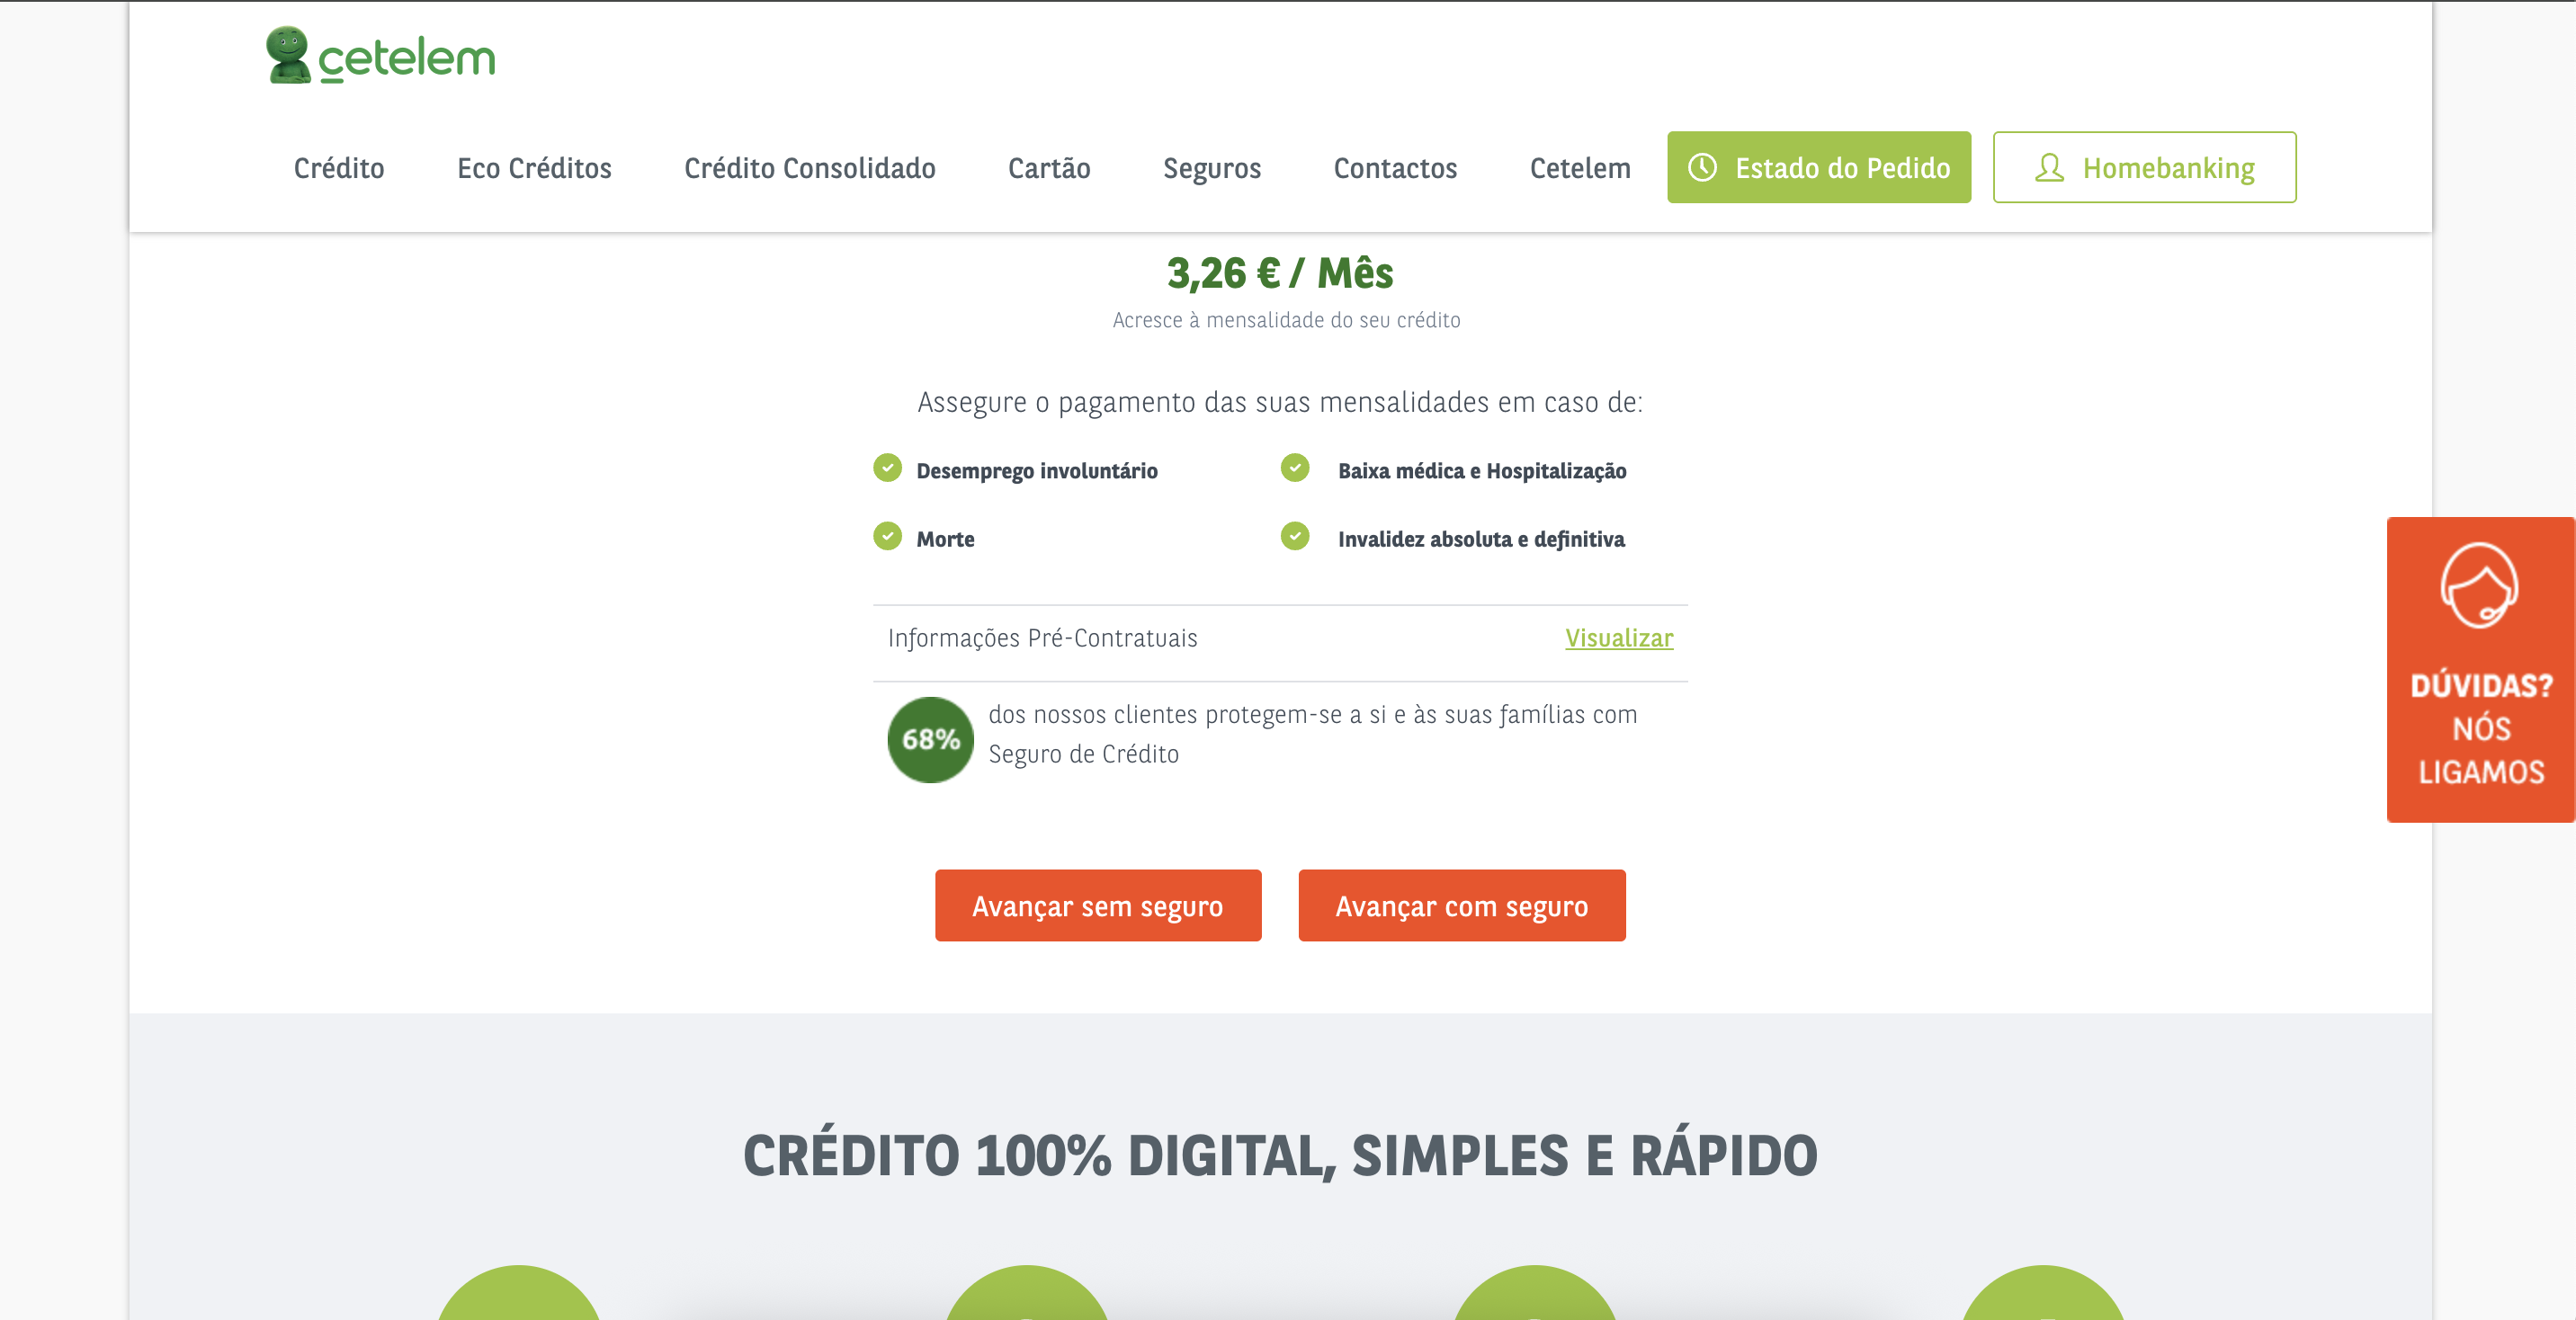 cetelem
Crédito
Eco Créditos
Crédito Consolidado
Cartão
Seguros
Contactos
Cetelem
Estado do Pedido
Homebanking
3,26 € / Mês
Acresce à mensalidade do seu crédito
Assegure o pagamento das suas mensalidades em caso de:
Desemprego involuntário
Baixa médica e Hospitalização
Morte
Invalidez absoluta e definitiva
Informações Pré-Contratuais
Visualizar
68%
dos nossos clientes protegem-se a si e às suas famílias com
Seguro de Crédito
DÚVIDAS?
NÓS
LIGAMOS
Avançar sem seguro
Avançar com seguro
CRÉDITO 100% DIGITAL, SIMPLES E RÁPIDO